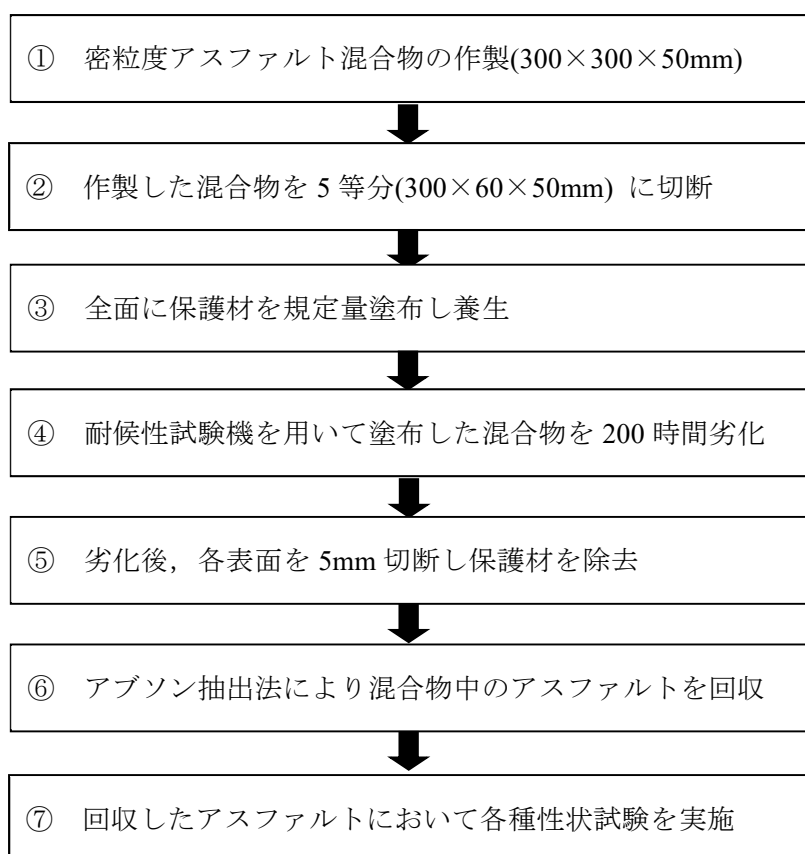 ① 密粒度アスファルト混合物の作製(300×300×50mm)
② 作製した混合物を 5 等分(300×60×50mm) に切断
③ 全面に保護材を規定量塗布し養生
④ 耐候性試験機を用いて塗布した混合物を 200 時間劣化
⑤ 劣化後，各表面を 5mm 切断し保護材を除去
⑥ アブソン抽出法により混合物中のアスファルトを回収
⑦ 回収したアスファルトにおいて各種性状試験を実施